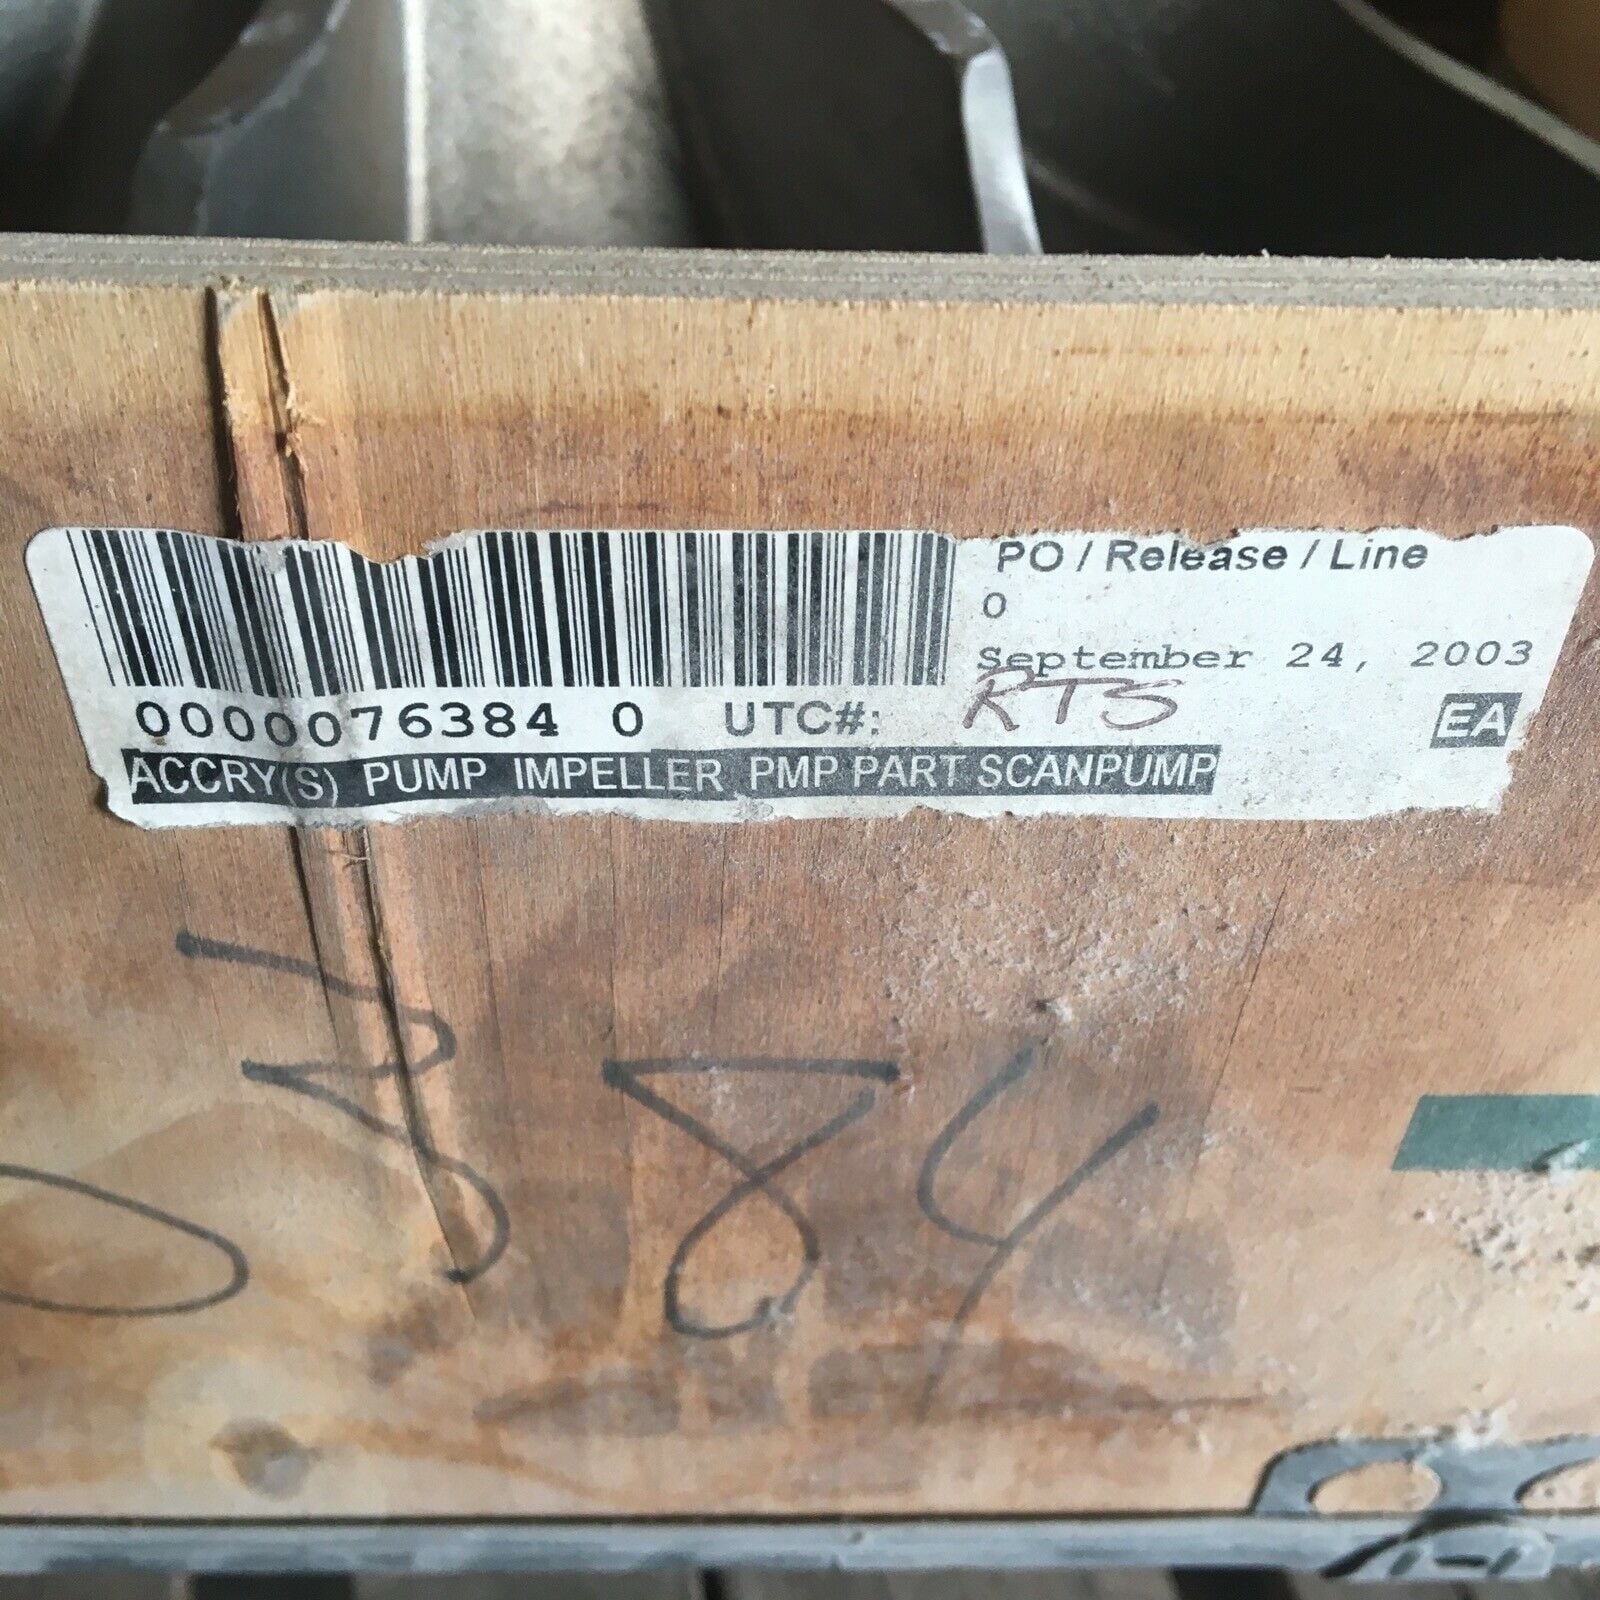 PO / Release / Line
0
September 24, 2003
0000076384 0 UTC#: RTS EA
ACCRY(S) PUMP IMPELLER PMP PART SCANPUMP
84